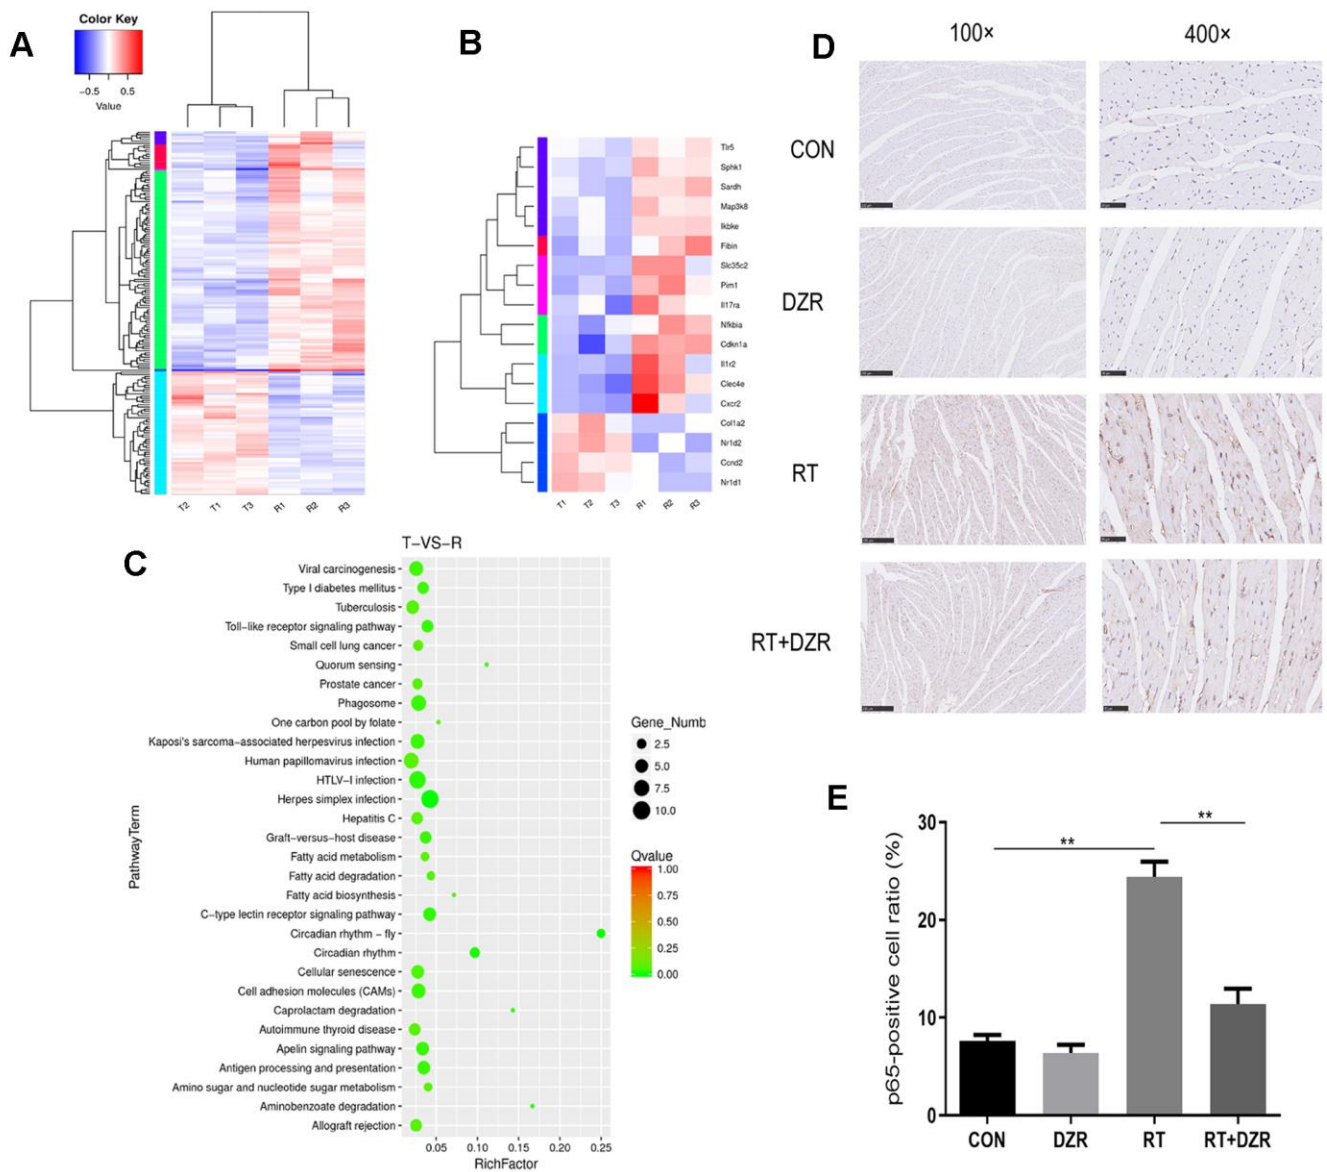 A
Color Key
−0.5 0.5
Value
T2 T1 T3 R1 R2 R3
B
Tlr5
Sphk1
Sardh
Map3k8
Ikbke
Fibin
Slc35c2
Pim1
Il17ra
Nfkbia
Cdkn1a
Il1r2
Clec4e
Cxcr2
Col1a2
Nr1d2
Ccnd2
Nr1d1
T1 T2 T3 R1 R2 R3
C
T−VS−R
PathwayTerm
Viral carcinogenesis
Type I diabetes mellitus
Tuberculosis
Toll−like receptor signaling pathway
Small cell lung cancer
Quorum sensing
Prostate cancer
Phagosome
One carbon pool by folate
Kaposi's sarcoma−associated herpesvirus infection
Human papillomavirus infection
HTLV−I infection
Herpes simplex infection
Hepatitis C
Graft−versus−host disease
Fatty acid metabolism
Fatty acid degradation
Fatty acid biosynthesis
C−type lectin receptor signaling pathway
Circadian rhythm − fly
Circadian rhythm
Cellular senescence
Cell adhesion molecules (CAMs)
Caprolactam degradation
Autoimmune thyroid disease
Apelin signaling pathway
Antigen processing and presentation
Amino sugar and nucleotide sugar metabolism
Aminobenzoate degradation
Allograft rejection
0.05 0.10 0.15 0.20 0.25
RichFactor
Gene_Numb
2.5
5.0
7.5
10.0
Qvalue
1.00
0.75
0.50
0.25
0.00
D
100× 400×
CON
DZR
RT
RT+DZR
E
p65-positive cell ratio (%)
30
20
10
0
**
**
CON DZR RT RT+DZR